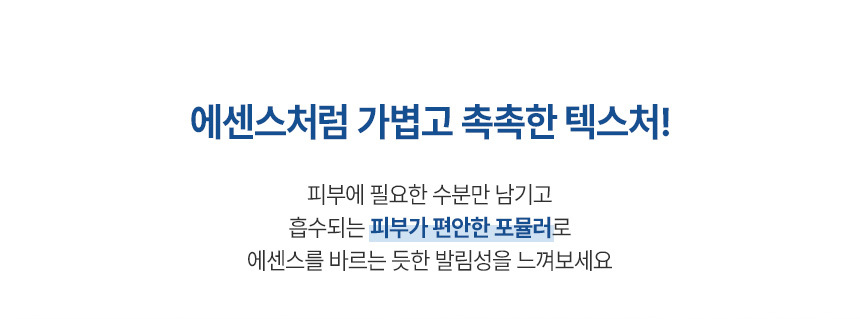 에센스처럼 가볍고 촉촉한 텍스처!
피부에 필요한 수분만 남기고
흡수되는 피부가 편안한 포뮬러로
에센스를 바르는 듯한 발림성을 느껴보세요